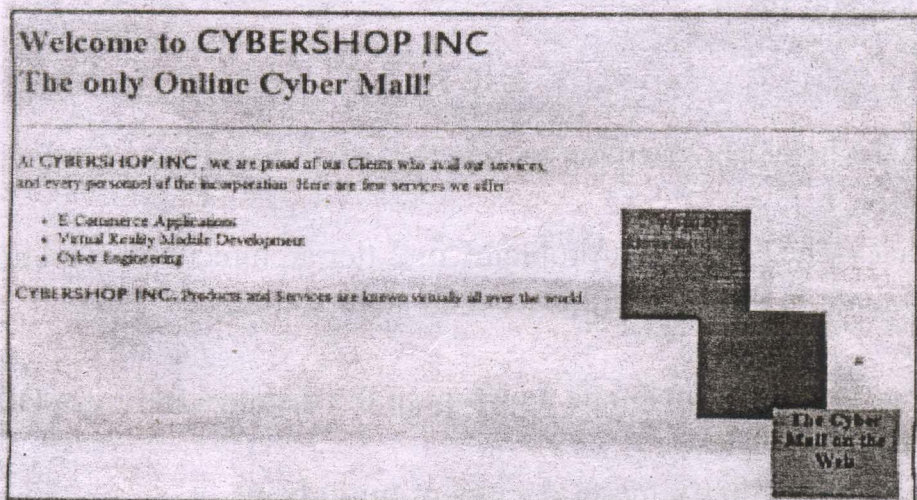 Welcome to CYBERSHOP INC
The only Online Cyber Mall!
At CYBERSHOP INC, we are proud of our Clients who avail our services,
and every personnel of the incorporation. Here are few services we offer
• E Commerce Applications
• Virtual Reality Module Development
• Cyber Engineering
CYBERSHOP INC. Products and Services are known virtually all over the world.
The Cyber
Mall on the
Web